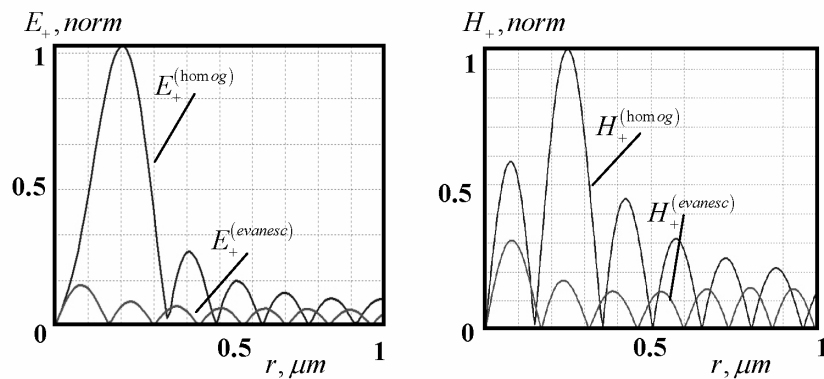 E₊, norm
1
0.5
0
0.5
1
r, μm
E₊^(homog)
E₊^(evanesc)
H₊, norm
1
0.5
0
0.5
1
r, μm
H₊^(homog)
H₊^(evanesc)